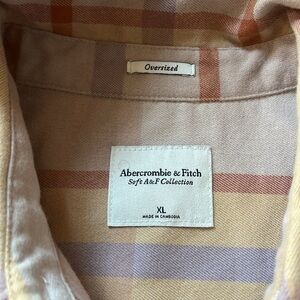 Oversized
Abercrombie & Fitch
Soft A&F Collection
XL
MADE IN CAMBODIA